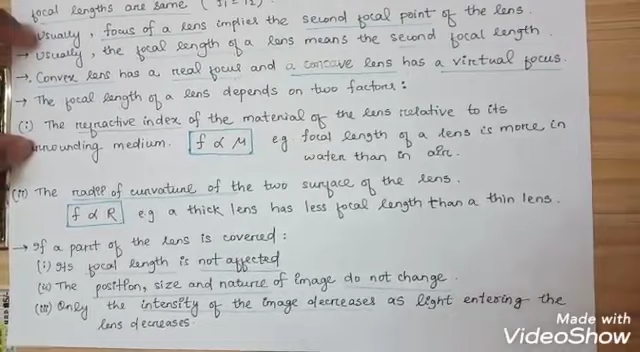 focal lengths are same (f₁ = f₂)
Usually, focus of a lens implies the second focal point of the lens.
→ Usually, the focal length of a lens means the second focal length.
→ Convex lens has a real focus and a concave lens has a virtual focus.
→ The focal length of a lens depends on two factors:
(i) The refractive index of the material of the lens relative to its
surrounding medium. f ∝ μ eg focal length of a lens is more in
water than in air.
(ii) The radii of curvature of the two surface of the lens.
f ∝ R e.g a thick lens has less focal length than a thin lens.
→ If a part of the lens is covered:
(i) Its focal length is not affected
(ii) The position, size and nature of image do not change.
(iii) Only the intensity of the image decreases as light entering the
lens decreases.
Made with
VideoShow